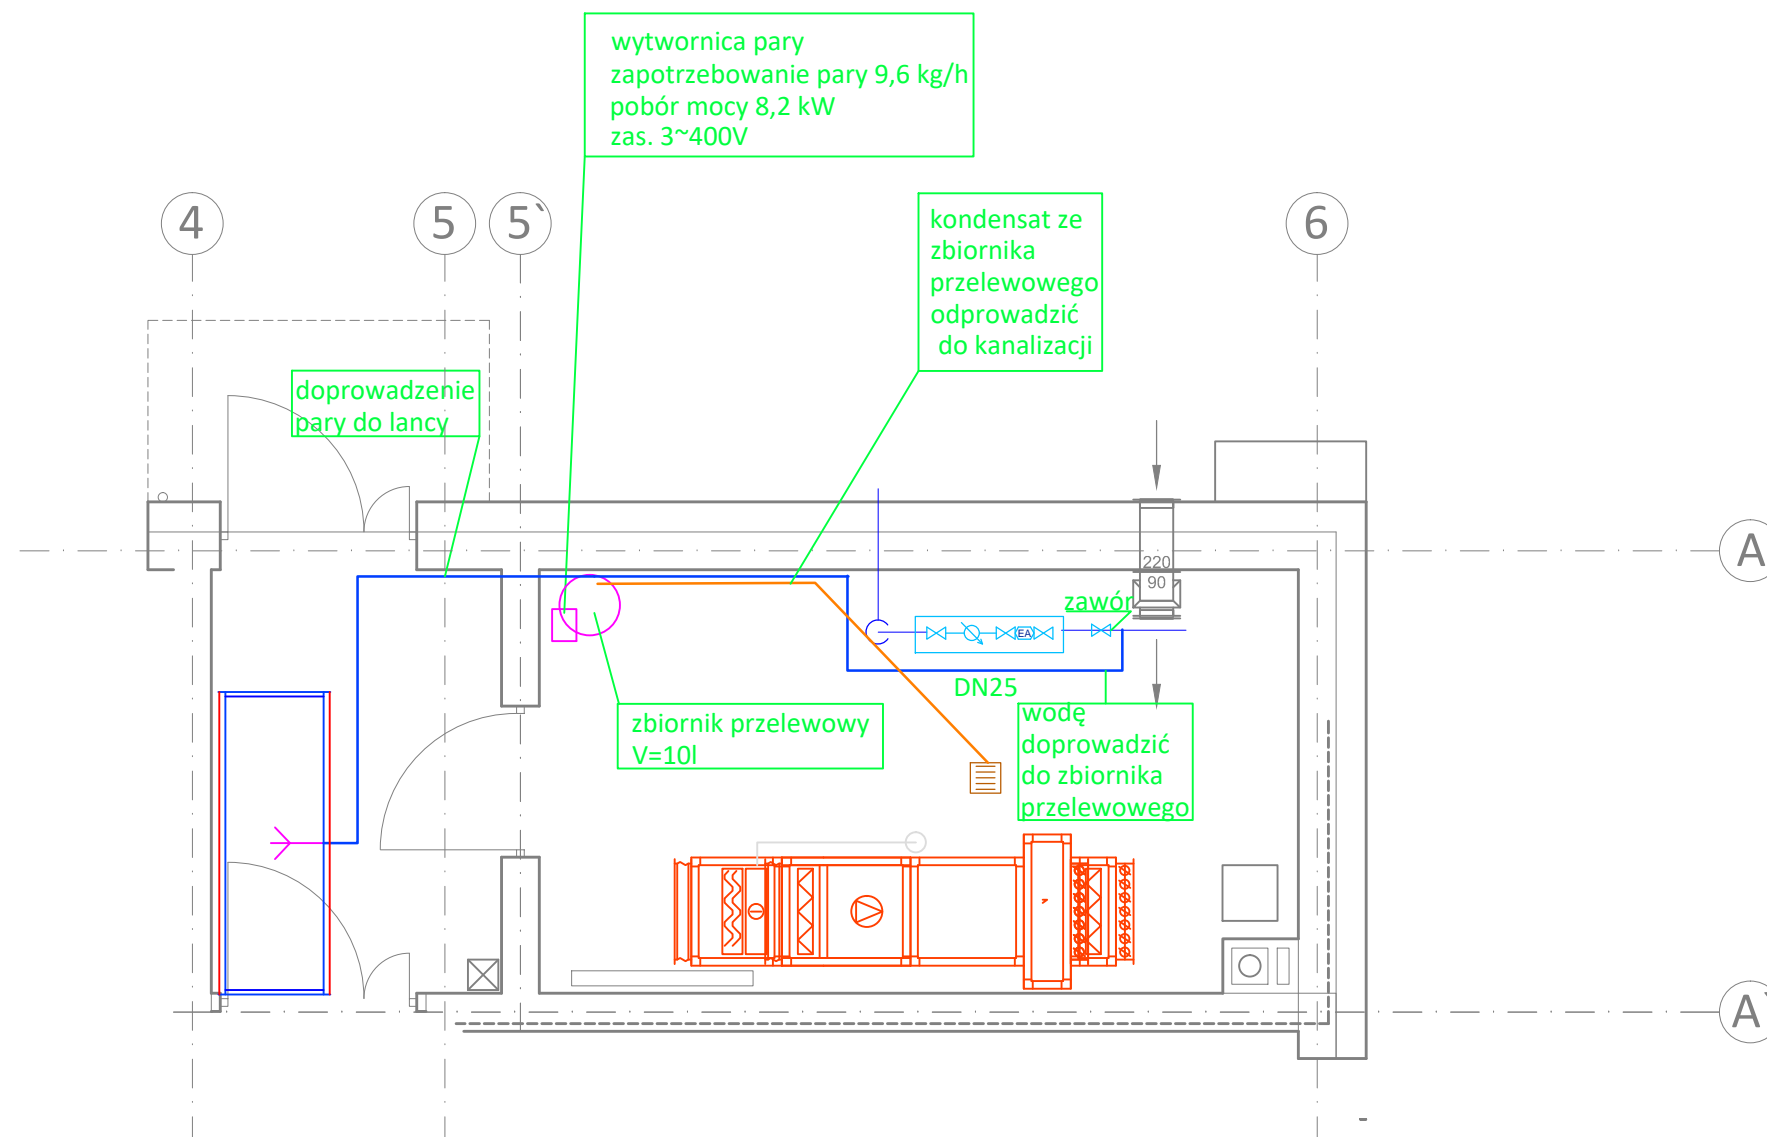 wytwornica pary
zapotrzebowanie pary 9,6 kg/h
pobór mocy 8,2 kW
zas. 3~400V
4
5
5`
6
kondensat ze
zbiornika
przelewowego
odprowadzić
do kanalizacji
doprowadzenie
pary do lancy
A
220
90
zawór
EA
DN25
zbiornik przelewowy
V=10l
wodę
doprowadzić
do zbiornika
przelewowego
A`